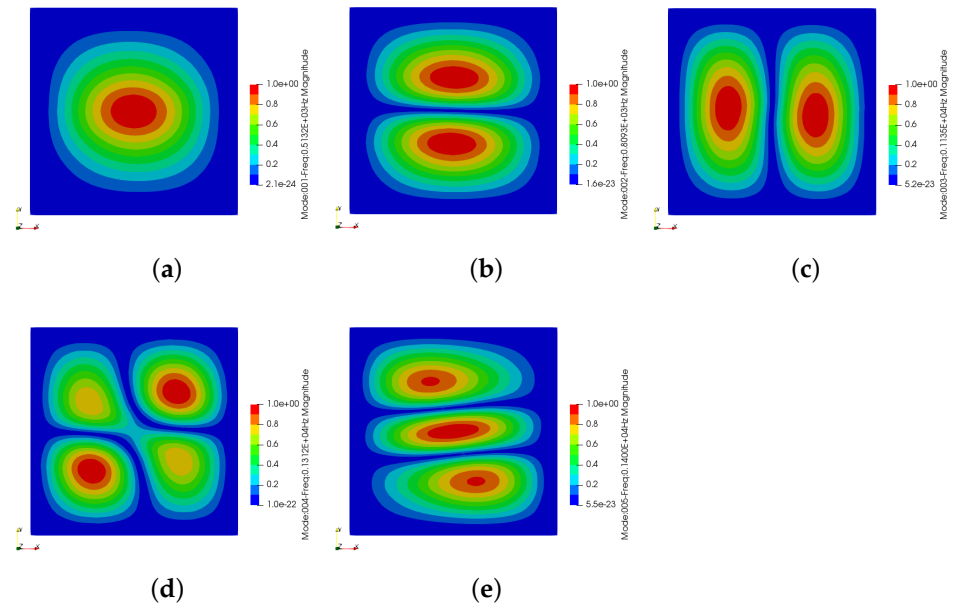 1.0e+00
0.8
0.6
0.4
0.2
2.1e-24
Mode:001-Freq:0.5132E+03Hz Magnitude
Y
Z X
(a)
1.0e+00
0.8
0.6
0.4
0.2
1.6e-23
Mode:002-Freq:0.8093E+03Hz Magnitude
Y
Z X
(b)
1.0e+00
0.8
0.6
0.4
0.2
5.2e-23
Mode:003-Freq:0.1135E+04Hz Magnitude
Y
Z X
(c)
1.0e+00
0.8
0.6
0.4
0.2
1.0e-22
Mode:004-Freq:0.1312E+04Hz Magnitude
Y
Z X
(d)
1.0e+00
0.8
0.6
0.4
0.2
5.5e-23
Mode:005-Freq:0.1400E+04Hz Magnitude
Y
Z X
(e)